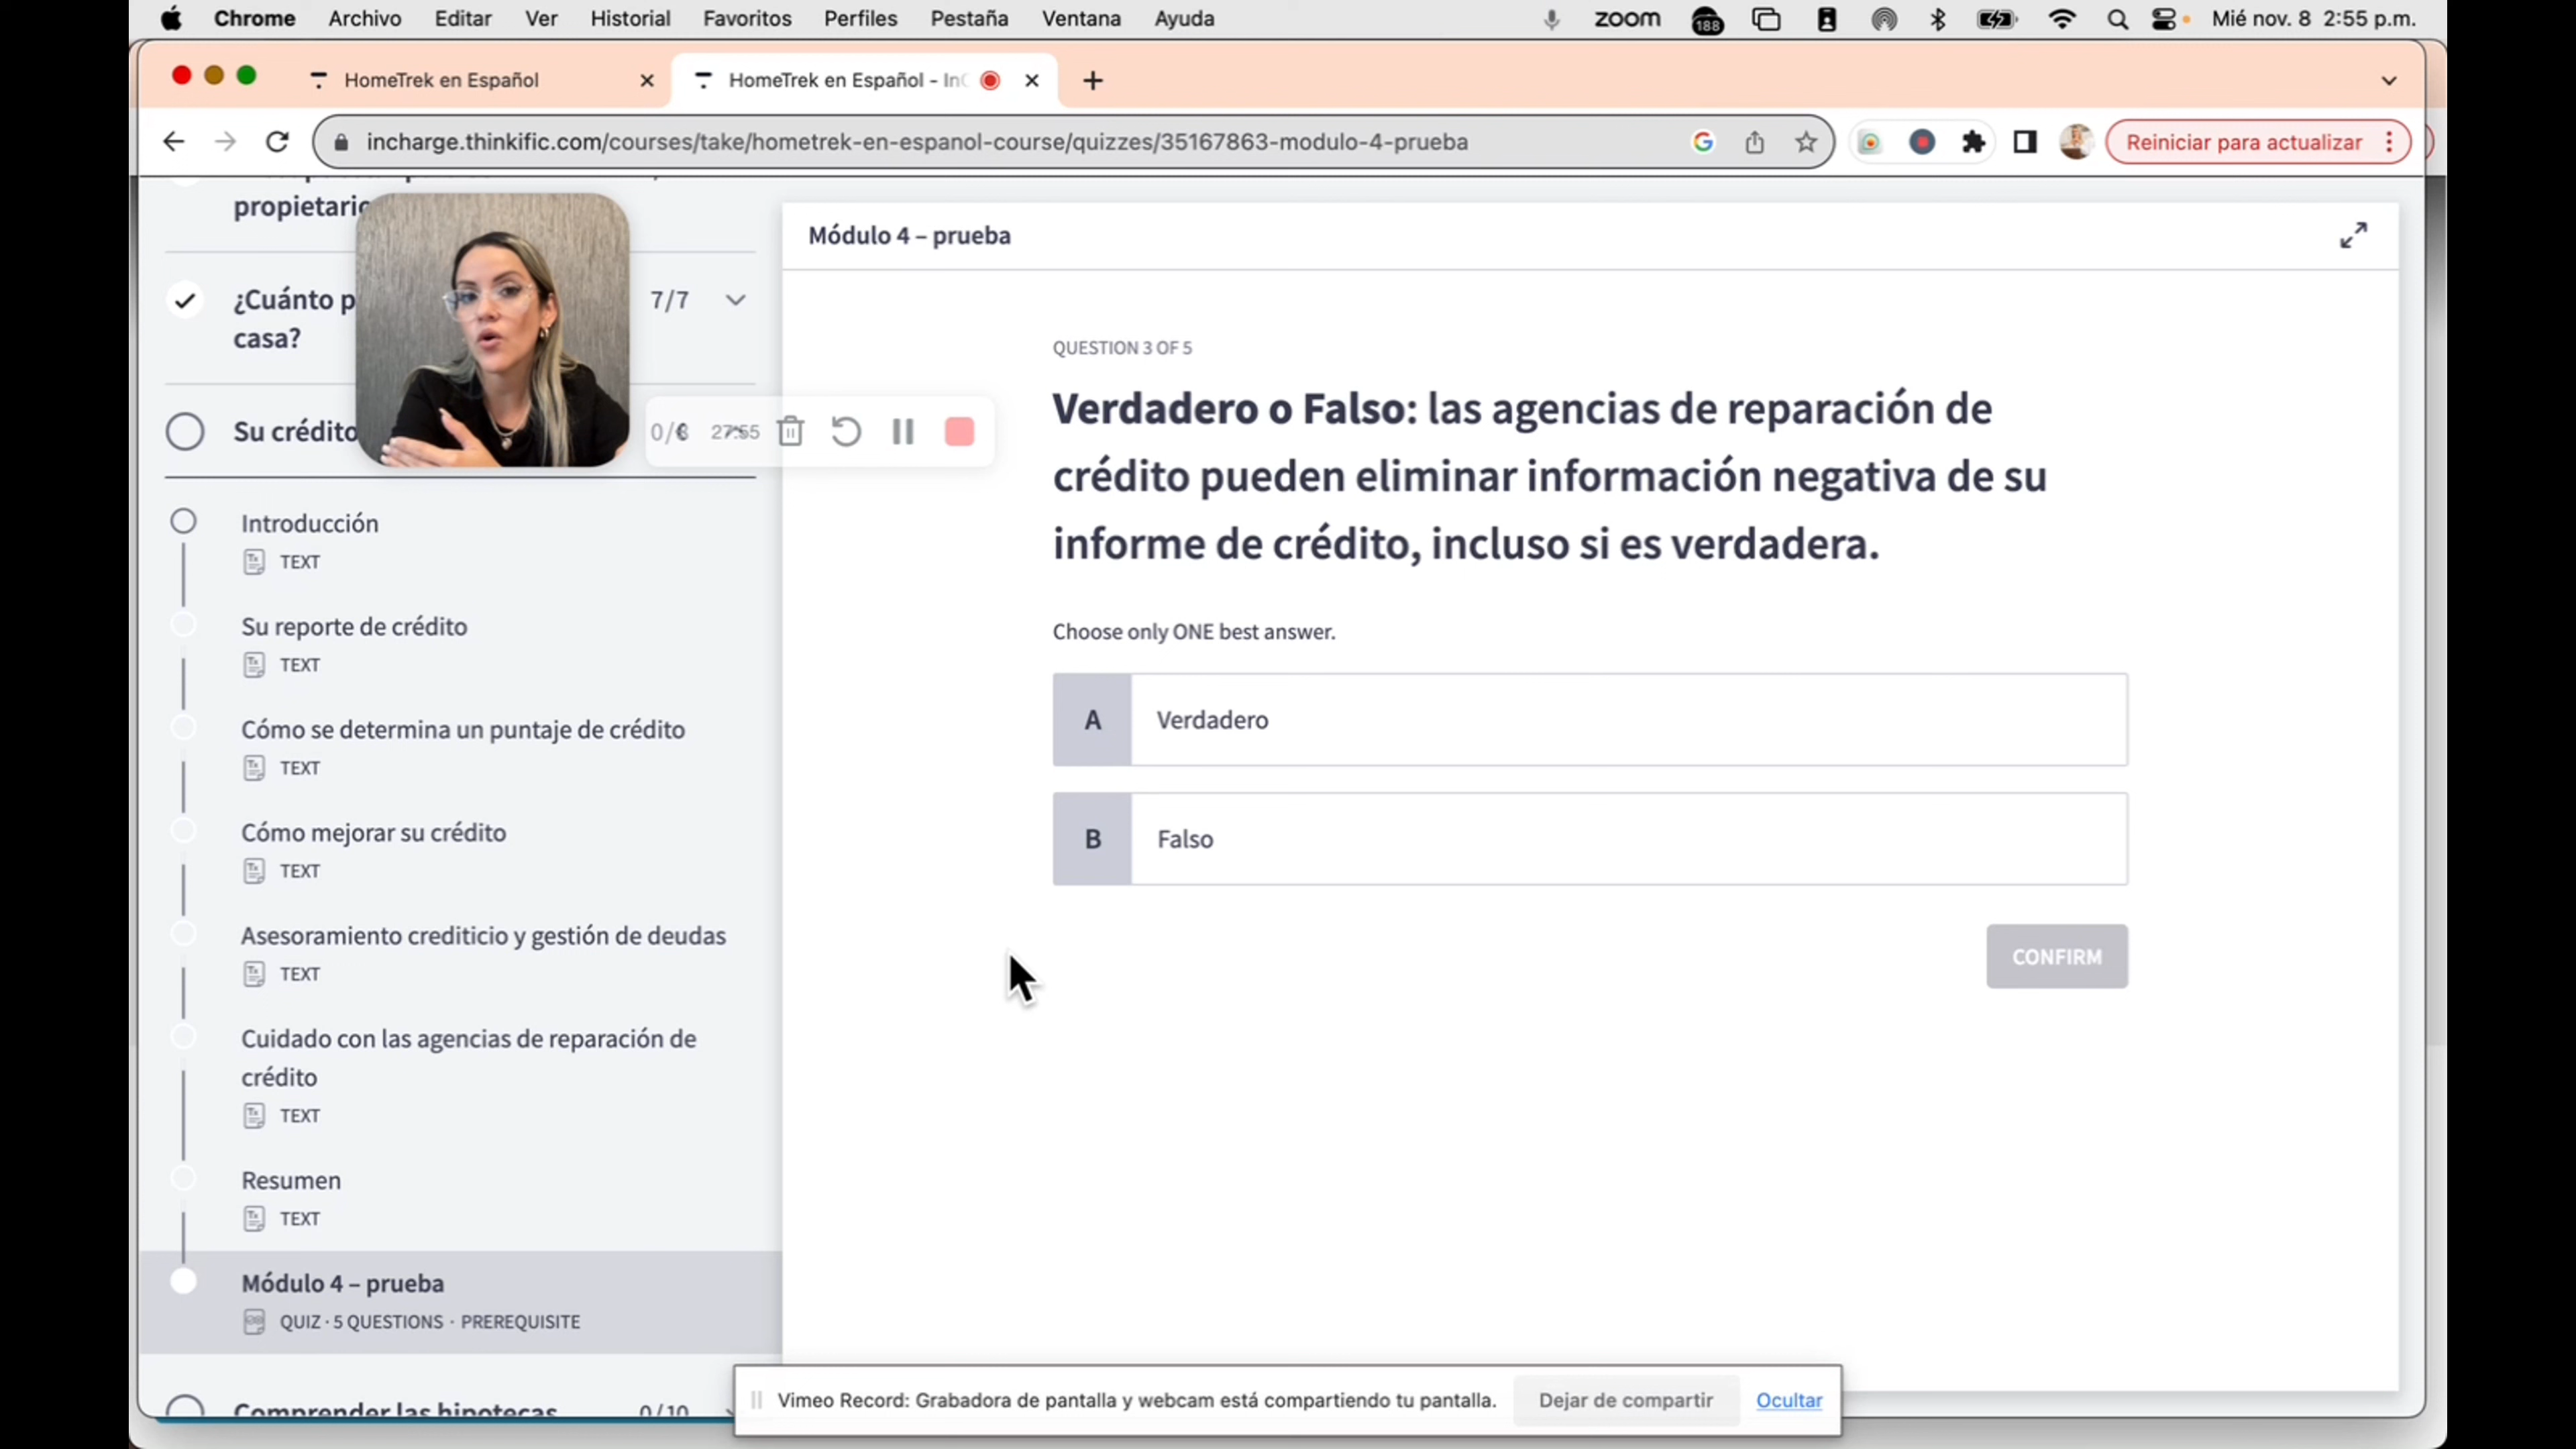 Chrome Archivo Editar Ver Historial Favoritos Perfiles Pestaña Ventana Ayuda
zoom 188 Mié nov. 8 2:55 p.m.
HomeTrek en Español
HomeTrek en Español - In
incharge.thinkific.com/courses/take/hometrek-en-espanol-course/quizzes/35167863-modulo-4-prueba
Reiniciar para actualizar
¿Cuánto p
casa?
7/7
Su crédito
27:55
Introducción
TEXT
Su reporte de crédito
TEXT
Cómo se determina un puntaje de crédito
TEXT
Cómo mejorar su crédito
TEXT
Asesoramiento crediticio y gestión de deudas
TEXT
Cuidado con las agencias de reparación de
crédito
TEXT
Resumen
TEXT
Módulo 4 – prueba
QUIZ · 5 QUESTIONS · PREREQUISITE
Comprender las hipotecas
0/10
Módulo 4 – prueba
QUESTION 3 OF 5
Verdadero o Falso: las agencias de reparación de
crédito pueden eliminar información negativa de su
informe de crédito, incluso si es verdadera.
Choose only ONE best answer.
A Verdadero
B Falso
CONFIRM
Vimeo Record: Grabadora de pantalla y webcam está compartiendo tu pantalla.
Dejar de compartir
Ocultar